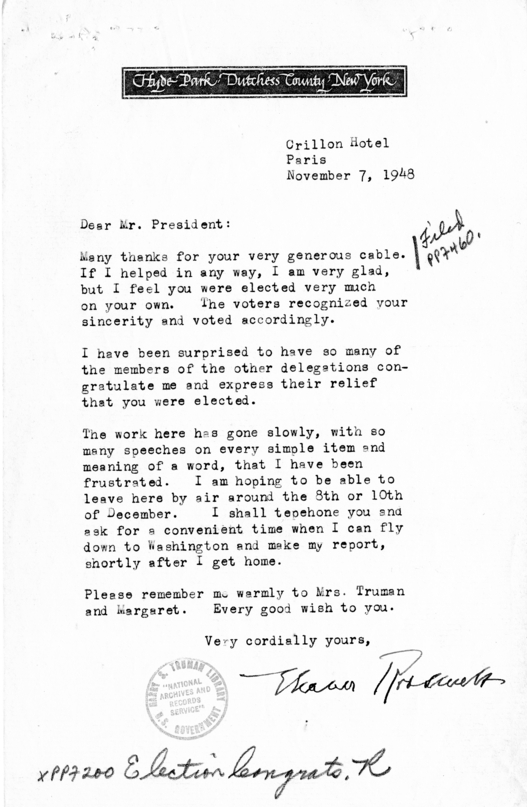 Hyde Park Dutchess County New York
Crillon Hotel
Paris
November 7, 1948
Dear Mr. President:
Filed
PP7460.
Many thanks for your very generous cable.
If I helped in any way, I am very glad,
but I feel you were elected very much
on your own. The voters recognized your
sincerity and voted accordingly.
I have been surprised to have so many of
the members of the other delegations con-
gratulate me and express their relief
that you were elected.
The work here has gone slowly, with so
many speeches on every simple item and
meaning of a word, that I have been
frustrated. I am hoping to be able to
leave here by air around the 8th or 10th
of December. I shall tepehone you and
ask for a convenient time when I can fly
down to Washington and make my report,
shortly after I get home.
Please remember me warmly to Mrs. Truman
and Margaret. Every good wish to you.
Very cordially yours,
Eleanor Roosevelt
HARRY S. TRUMAN LIBRARY
"NATIONAL
ARCHIVES AND
RECORDS
SERVICE"
U.S. GOVERNMENT
xPP7200 Election Congrats. R